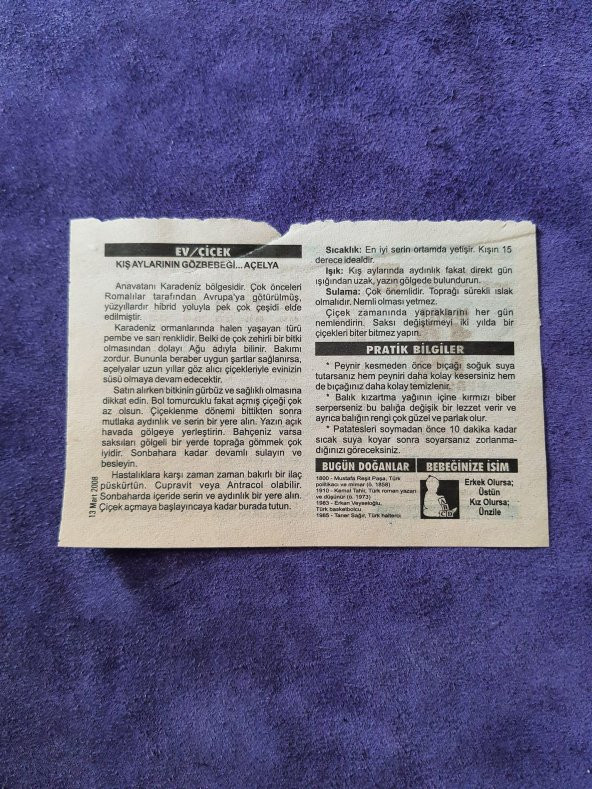 EV/ÇİÇEK
KIŞ AYLARININ GÖZBEBEĞİ... AÇELYA
Anavatanı Karadeniz bölgesidir. Çok önceleri
Romalılar tarafından Avrupa'ya götürülmüş,
yüzyıllardır hibrid yoluyla pek çok çeşidi elde
edilmiştir.
Karadeniz ormanlarında halen yaşayan türü
pembe ve sarı renklidir. Belki de çok zehirli bir bitki
olmasından dolayı Ağu adıyla bilinir. Bakımı
zordur. Bununla beraber uygun şartlar sağlanırsa,
açelyalar uzun yıllar göz alıcı çiçekleriyle evinizin
süsü olmaya devam edecektir.
Satın alırken bitkinin gürbüz ve sağlıklı olmasına
dikkat edin. Bol tomurcuklu fakat açmış çiçeği çok
az olsun. Çiçeklenme dönemi bittikten sonra
mutlaka aydınlık ve serin bir yere alın. Yazın açık
havada gölgeye yerleştirin. Bahçeniz varsa
saksıları gölgeli bir yerde toprağa gömmek çok
iyidir. Sonbahara kadar devamlı sulayın ve
besleyin.
Hastalıklara karşı zaman zaman bakırlı bir ilaç
püskürtün. Cupravit veya Antracol olabilir.
Sonbaharda içeride serin ve aydınlık bir yere alın.
Çiçek açmaya başlayıncaya kadar burada tutun.
13 Mart 2008
Sıcaklık: En iyi serin ortamda yetişir. Kışın 15
derece idealdir.
Işık: Kış aylarında aydınlık fakat direkt gün
ışığından uzak, yazın gölgede bulundurun.
Sulama: Çok önemlidir. Toprağı sürekli ıslak
olmalıdır. Nemli olması yetmez.
Çiçek zamanında yapraklarını her gün
nemlendirin. Saksı değiştirmeyi iki yılda bir
çiçekleri biter bitmez yapın.
PRATİK BİLGİLER
* Peynir kesmeden önce bıçağı soğuk suya
tutarsanız hem peyniri daha kolay kesersiniz hem
de bıçağınız daha kolay temizlenir.
* Balık kızartma yağının içine kırmızı biber
serperseniz bu balığa değişik bir lezzet verir ve
ayrıca balığın rengi çok güzel ve parlak olur.
* Patatesleri soymadan önce 10 dakika kadar
sıcak suya koyar sonra soyarsanız zorlanma-
dığınızı göreceksiniz.
BUGÜN DOĞANLAR
1800 - Mustafa Reşit Paşa, Türk
politikacı ve mimar (ö. 1858)
1910 - Kemal Tahir, Türk roman yazarı
ve düşünür (ö. 1973)
1983 - Erkan Veyseloğlu,
Türk basketbolcu
1985 - Taner Sağır, Türk halterci
BEBEĞİNİZE İSİM
Erkek Olursa;
Üstün
Kız Olursa;
Ünzile